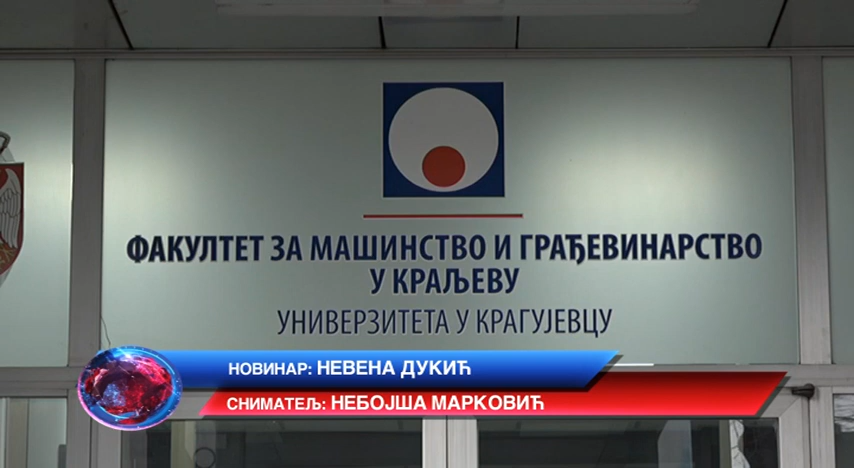 ФАКУЛТЕТ ЗА МАШИНСТВО И ГРАЂЕВИНАРСТВО
У КРАЉЕВУ
УНИВЕРЗИТЕТА У КРАГУЈЕВЦУ
НОВИНАР: НЕВЕНА ДУКИЋ
СНИМАТЕЉ: НЕБОЈША МАРКОВИЋ